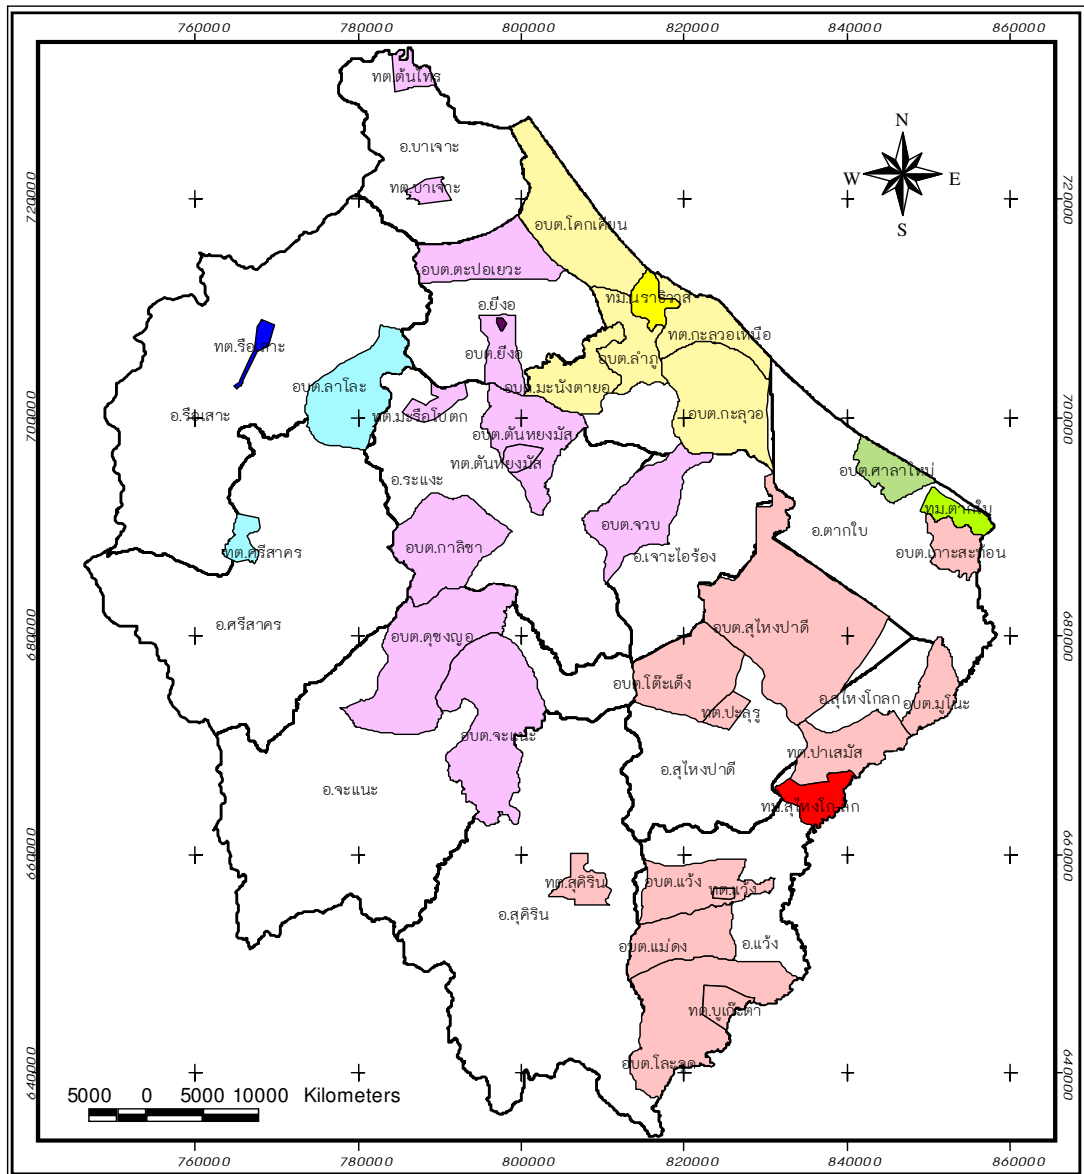 760000 780000 800000 820000 840000 860000
ทต.ต้นไทร
N
อ.บาเจาะ
W E
ทต.บาเจาะ
720000 720000
S
อบต.โคกเคียน
อบต.ตะปอเยาะ
ทม.นราธิวาส
อ.ยี่งอ
ทต.กะลุวอเหนือ
ทต.รือเสาะ
อบต.ยี่งอ
อบต.ลำภู
อบต.ลาโละ
อบต.มะนังตายอ
อ.รือเสาะ
ทต.มะรือโบตก
อบต.กะลุวอ
700000 700000
อบต.ตันหยงมัส
ทต.ตันหยงมัส
อบต.ศาลาใหม่
อ.ระแงะ
ทม.ตากใบ
อบต.จวบ
อ.ตากใบ
อบต.กาลิซา
อบต.เกาะสะท้อน
ทต.ศรีสาคร
อ.เจาะไอร้อง
อ.ศรีสาคร
อบต.สุไหงปาดี
อบต.ดุซงญอ
680000 680000
อบต.โต๊ะเด็ง
อ.สุไหงโกลก
อบต.มูโนะ
ทต.ปะลุรู
อบต.จะแนะ
ทต.ปาเสมัส
อ.สุไหงปาดี
อ.จะแนะ
ทม.สุไหงโก-ลก
660000 660000
ทต.สุคิริน
อบต.แว้ง
ทต.แว้ง
อ.สุคิริน
อบต.แม่ดง
อ.แว้ง
ทต.บูเก๊ะตา
อบต.โละจูด
640000 640000
5000 0 5000 10000 Kilometers
760000 780000 800000 820000 840000 860000